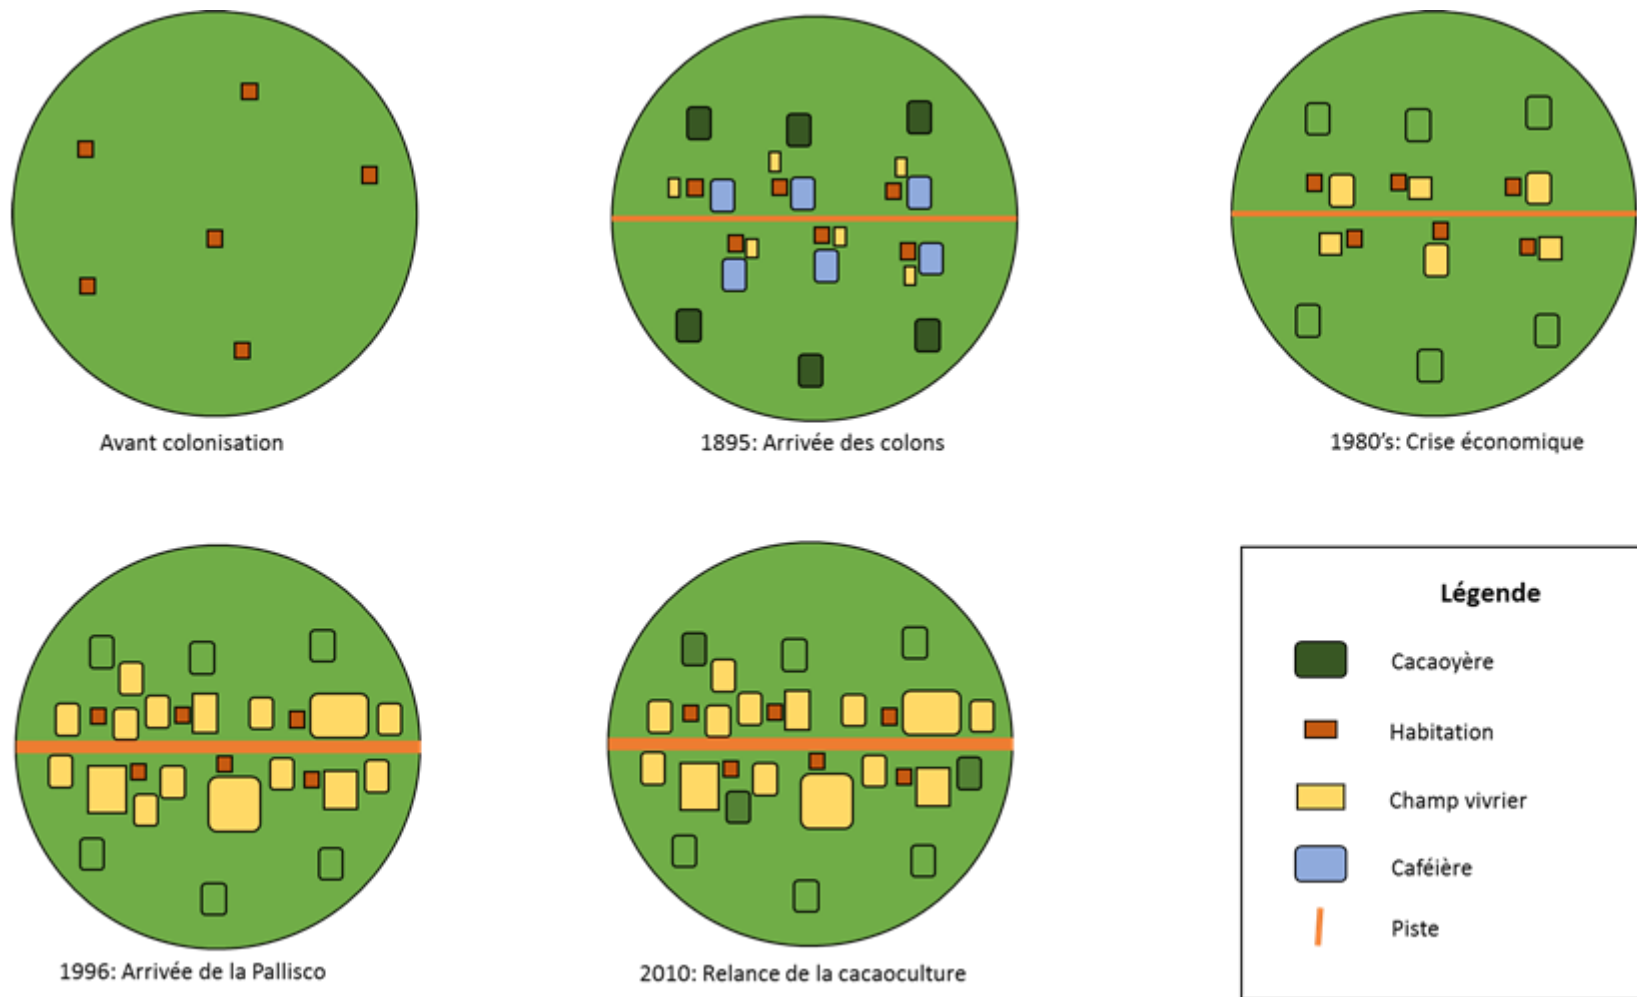 Avant colonisation
1895: Arrivée des colons
1980's: Crise économique
1996: Arrivée de la Pallisco
2010: Relance de la cacaoculture
Légende
Cacaoyère
Habitation
Champ vivrier
Caféière
Piste